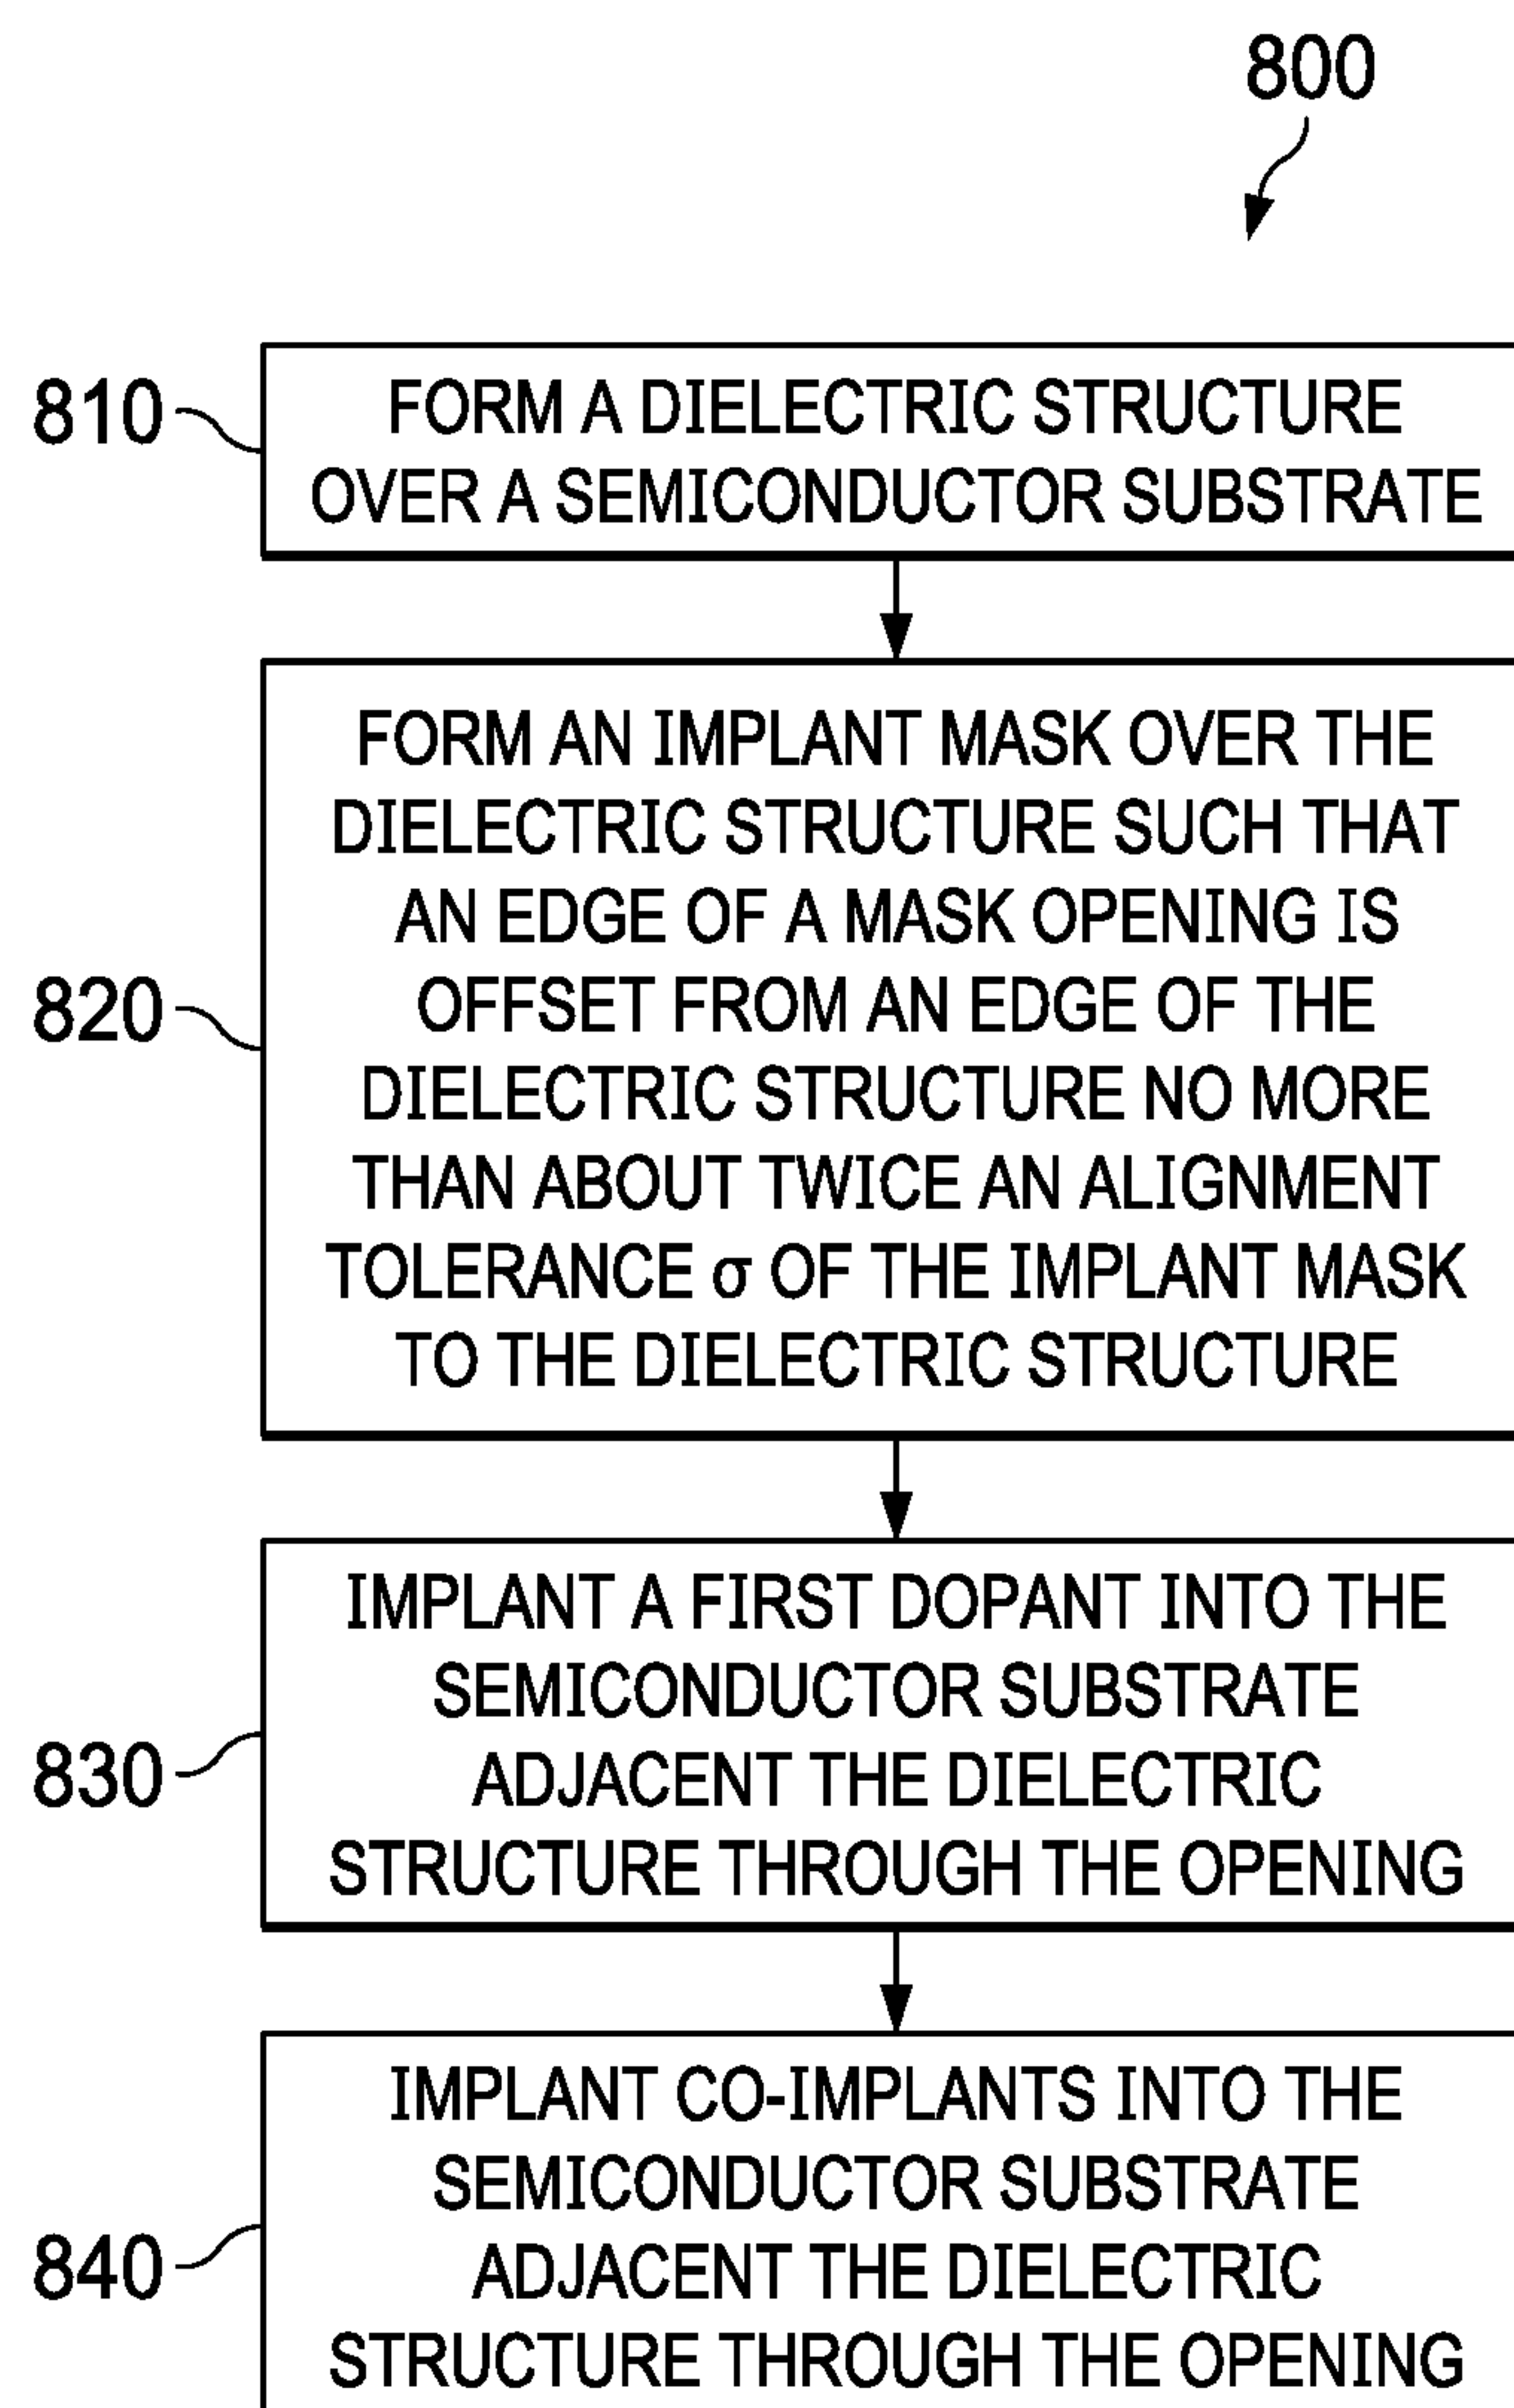 800
810
FORM A DIELECTRIC STRUCTURE
OVER A SEMICONDUCTOR SUBSTRATE
820
FORM AN IMPLANT MASK OVER THE
DIELECTRIC STRUCTURE SUCH THAT
AN EDGE OF A MASK OPENING IS
OFFSET FROM AN EDGE OF THE
DIELECTRIC STRUCTURE NO MORE
THAN ABOUT TWICE AN ALIGNMENT
TOLERANCE σ OF THE IMPLANT MASK
TO THE DIELECTRIC STRUCTURE
830
IMPLANT A FIRST DOPANT INTO THE
SEMICONDUCTOR SUBSTRATE
ADJACENT THE DIELECTRIC
STRUCTURE THROUGH THE OPENING
840
IMPLANT CO-IMPLANTS INTO THE
SEMICONDUCTOR SUBSTRATE
ADJACENT THE DIELECTRIC
STRUCTURE THROUGH THE OPENING